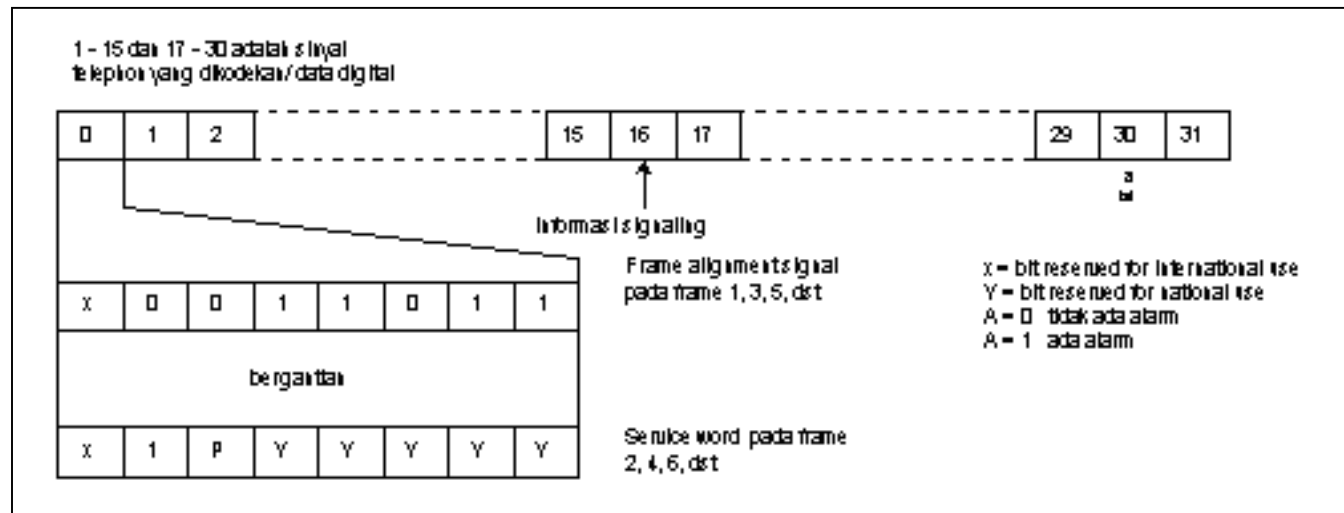 1 - 15 dan 17 - 30 adalah sinyal
telephon yang dikodekan/ data digital
0 1 2 15 16 17 29 30 31
a
Informasi signaling
Frame alignment signal
pada frame 1, 3, 5, dst
x = bit reserved for international use
Y = bit reserved for national use
A = 0 tidak ada alarm
A = 1 ada alarm
x 0 0 1 1 0 1 1
bergantian
x 1 P Y Y Y Y Y
Service word pada frame
2, 4, 6, dst